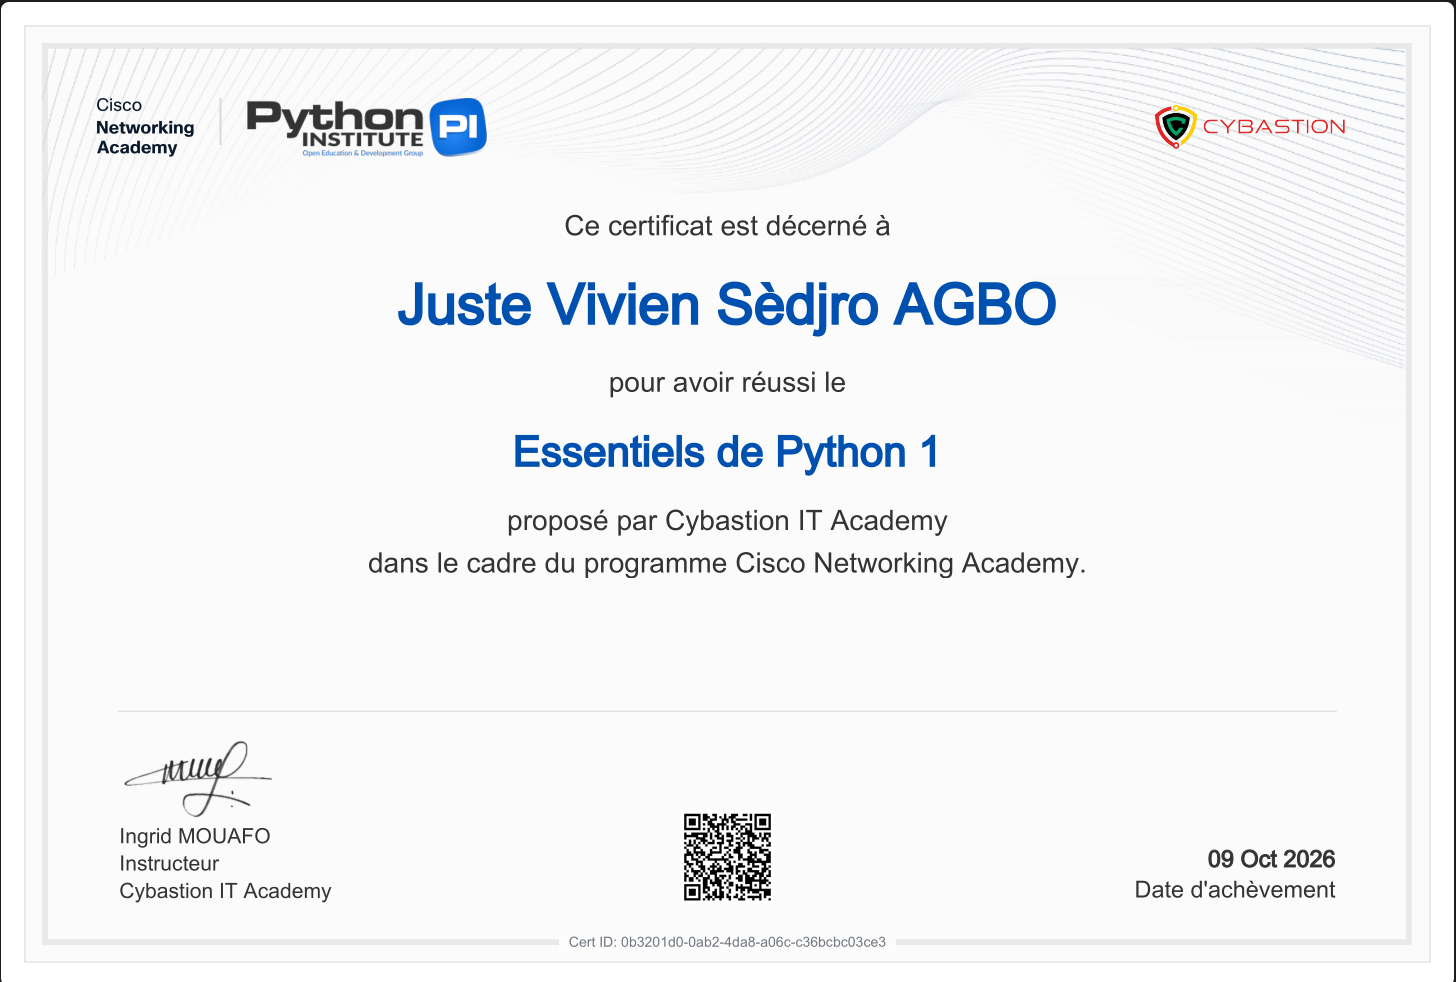 Cisco
Networking
Academy
Python
INSTITUTE
Open Education & Development Group
PI
CYBASTION
Ce certificat est décerné à
Juste Vivien Sèdjro AGBO
pour avoir réussi le
Essentiels de Python 1
proposé par Cybastion IT Academy
dans le cadre du programme Cisco Networking Academy.
Ingrid MOUAFO
Instructeur
Cybastion IT Academy
09 Oct 2026
Date d'achèvement
Cert ID: 0b3201d0-0ab2-4da8-a06c-c36bcbc03ce3